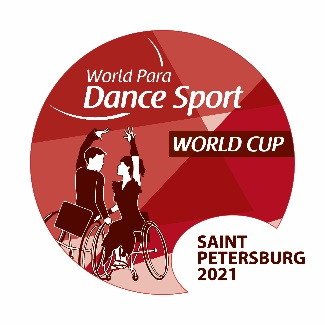 World Para
Dance Sport
WORLD CUP
SAINT
PETERSBURG
2021